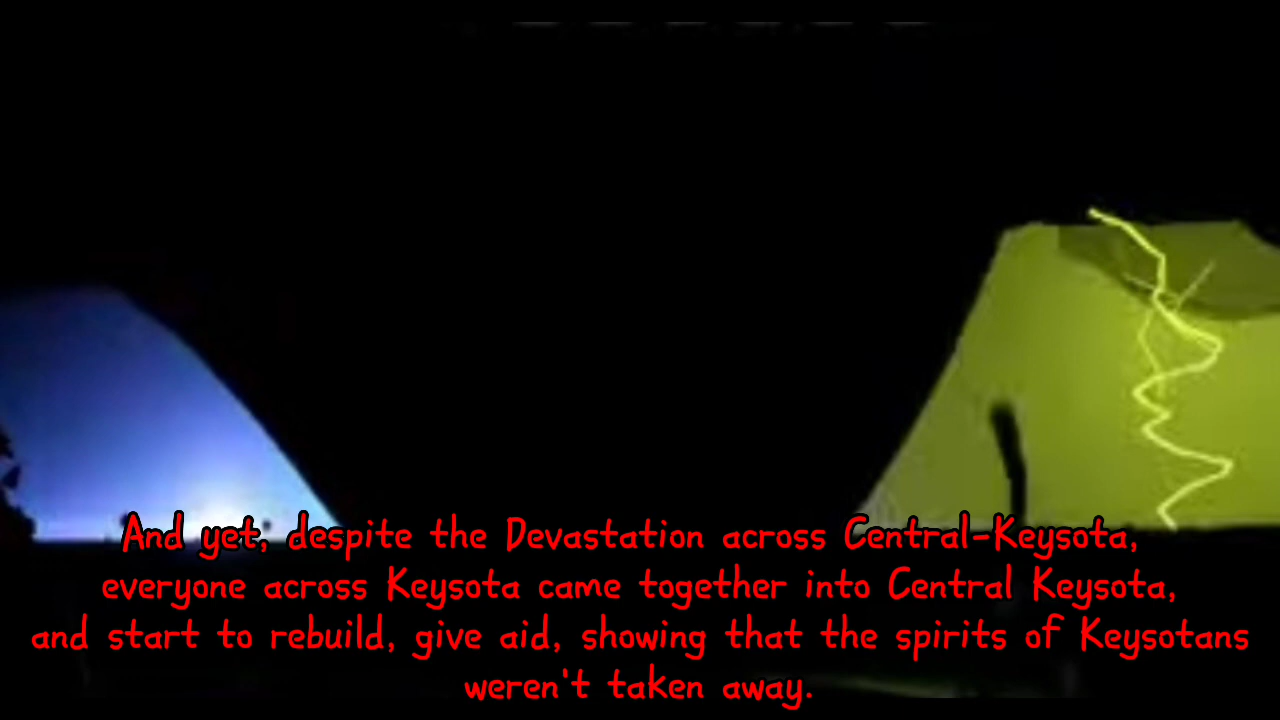 And yet, despite the Devastation across Central-Keysota,
everyone across Keysota came together into Central Keysota,
and start to rebuild, give aid, showing that the spirits of Keysotans
weren't taken away.